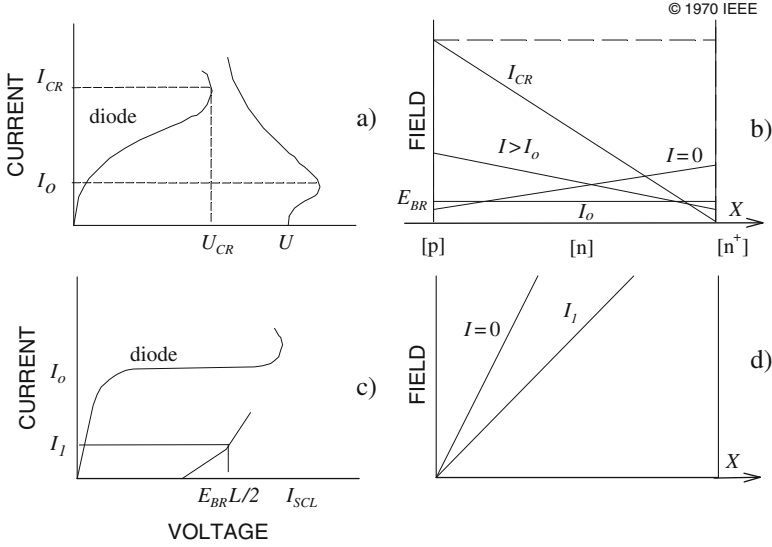 © 1970 IEEE
CURRENT
I_CR
diode
I_o
U_CR
U
a)
FIELD
I_CR
I>I_o
I=0
E_BR
I_o
X
b)
[p]
[n]
[n⁺]
CURRENT
diode
I_o
I_1
c)
E_BR L/2
I_SCL
VOLTAGE
FIELD
I=0
I_1
X
d)